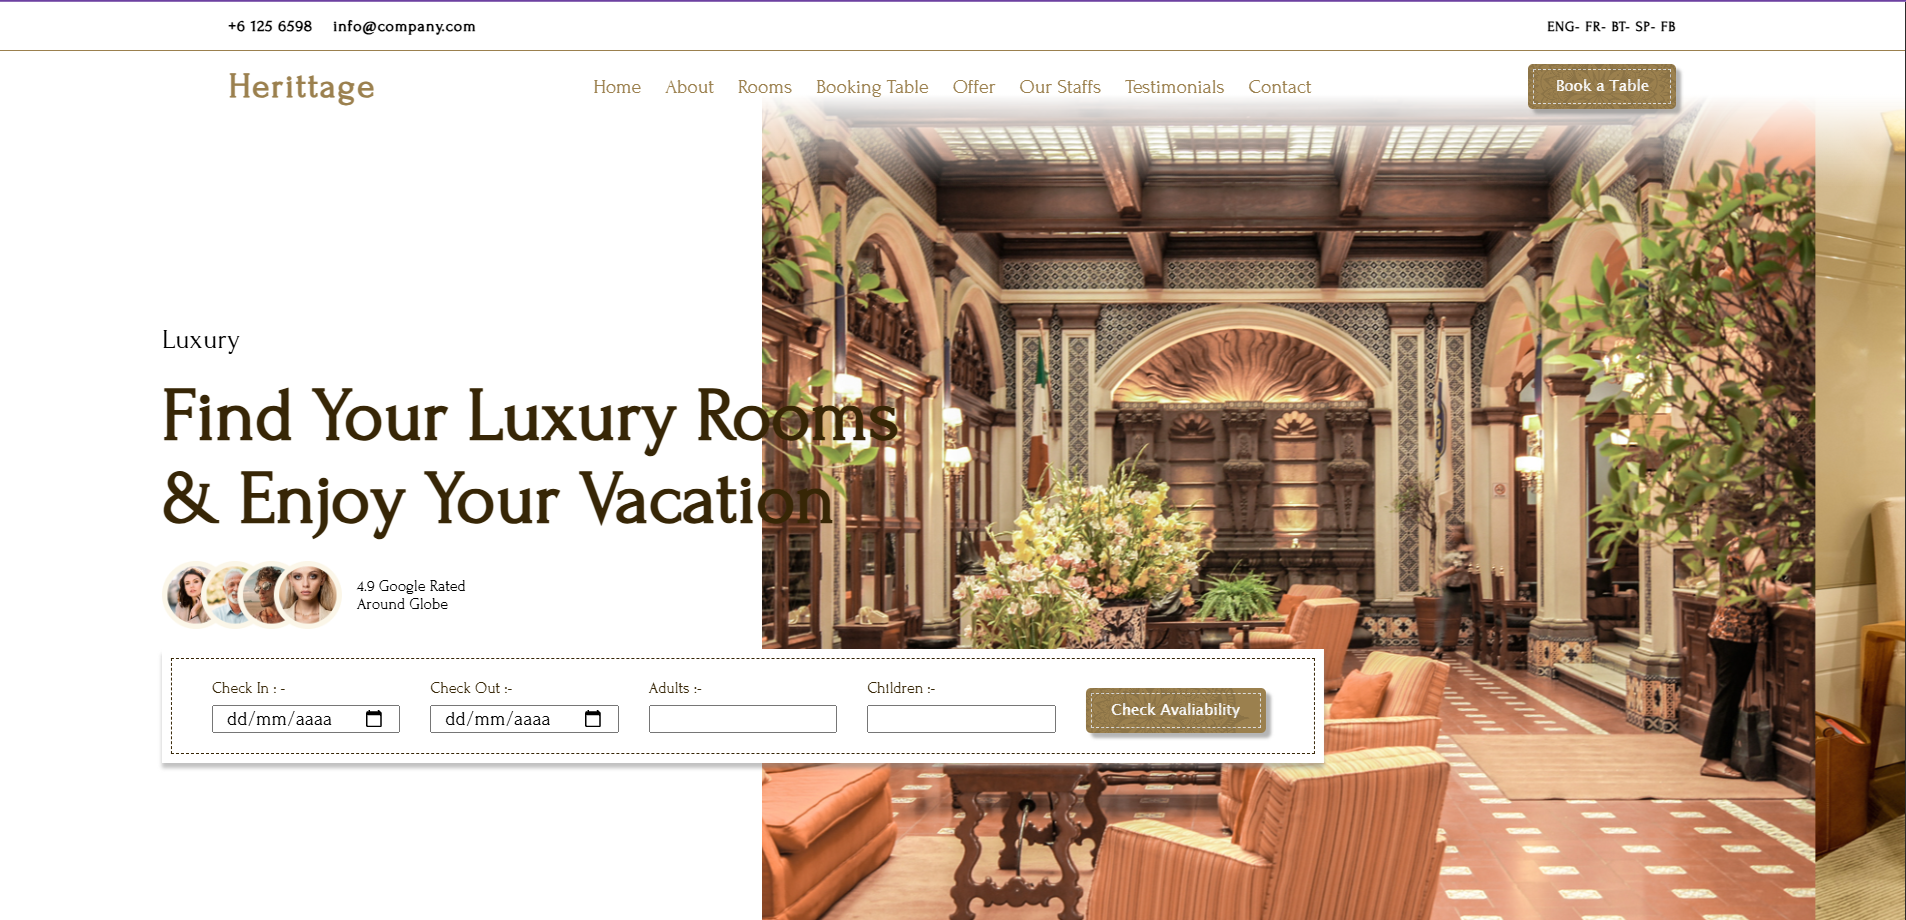 +6 125 6598 info@company.com
ENG- FR- BT- SP- FB
Herittage
Home About Rooms Booking Table Offer Our Staffs Testimonials Contact
Book a Table
Luxury
Find Your Luxury Rooms
& Enjoy Your Vacation
4.9 Google Rated
Around Globe
Check In : - Check Out :- Adults :- Children :-
dd/mm/aaaa dd/mm/aaaa
Check Avaliability